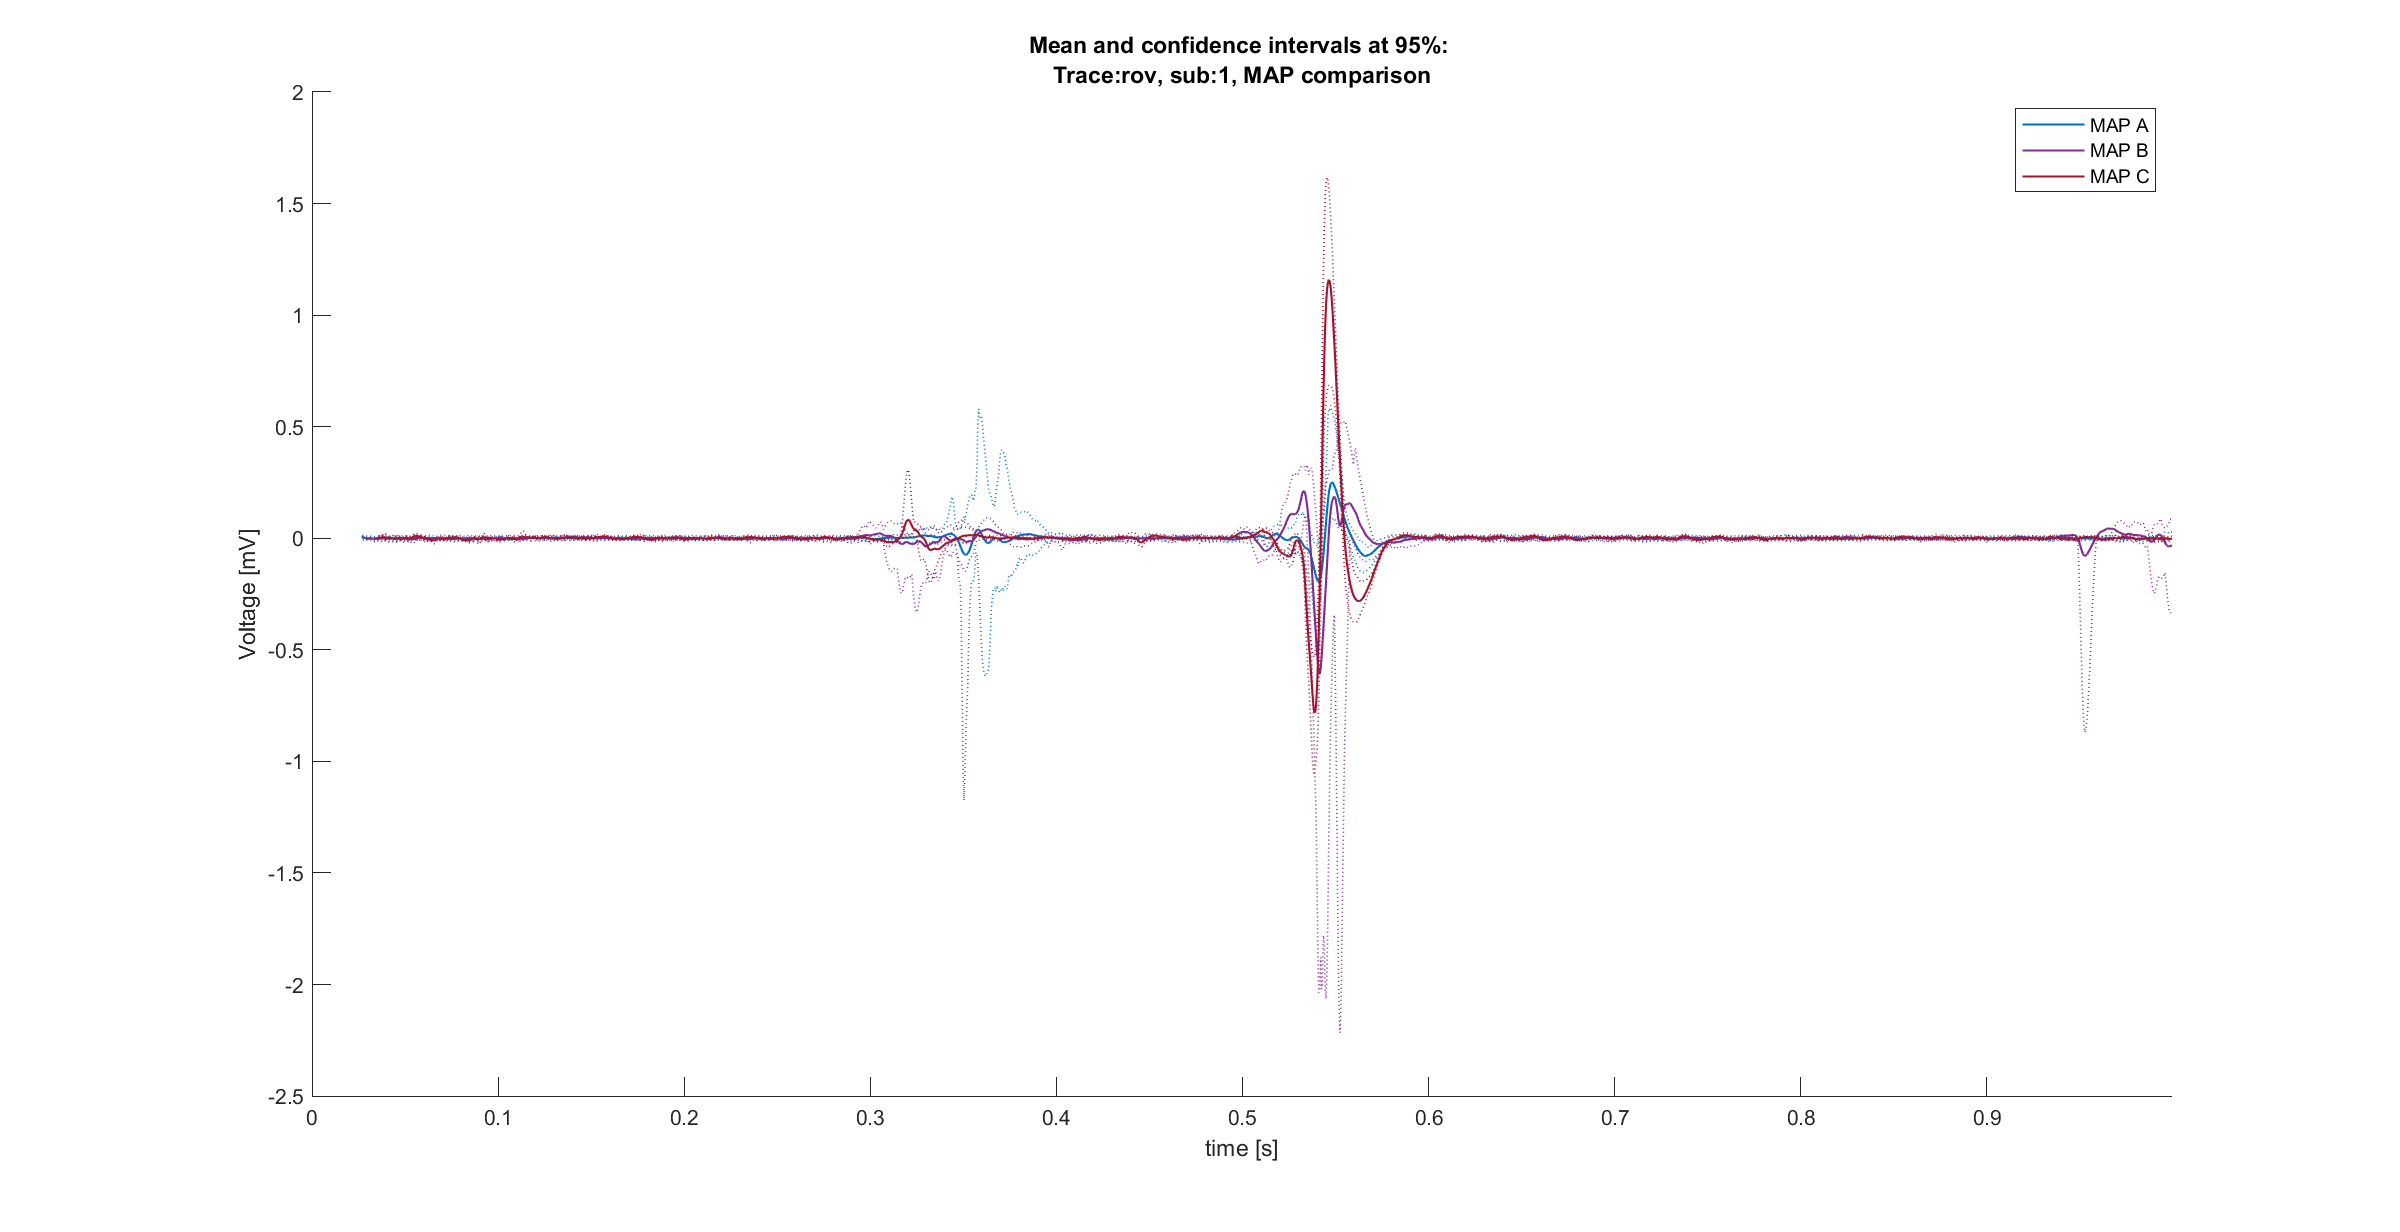 Mean and confidence intervals at 95%:
Trace:rov, sub:1, MAP comparison
MAP A
MAP B
MAP C
2
1.5
1
0.5
0
-0.5
-1
-1.5
-2
-2.5
Voltage [mV]
0 0.1 0.2 0.3 0.4 0.5 0.6 0.7 0.8 0.9
time [s]